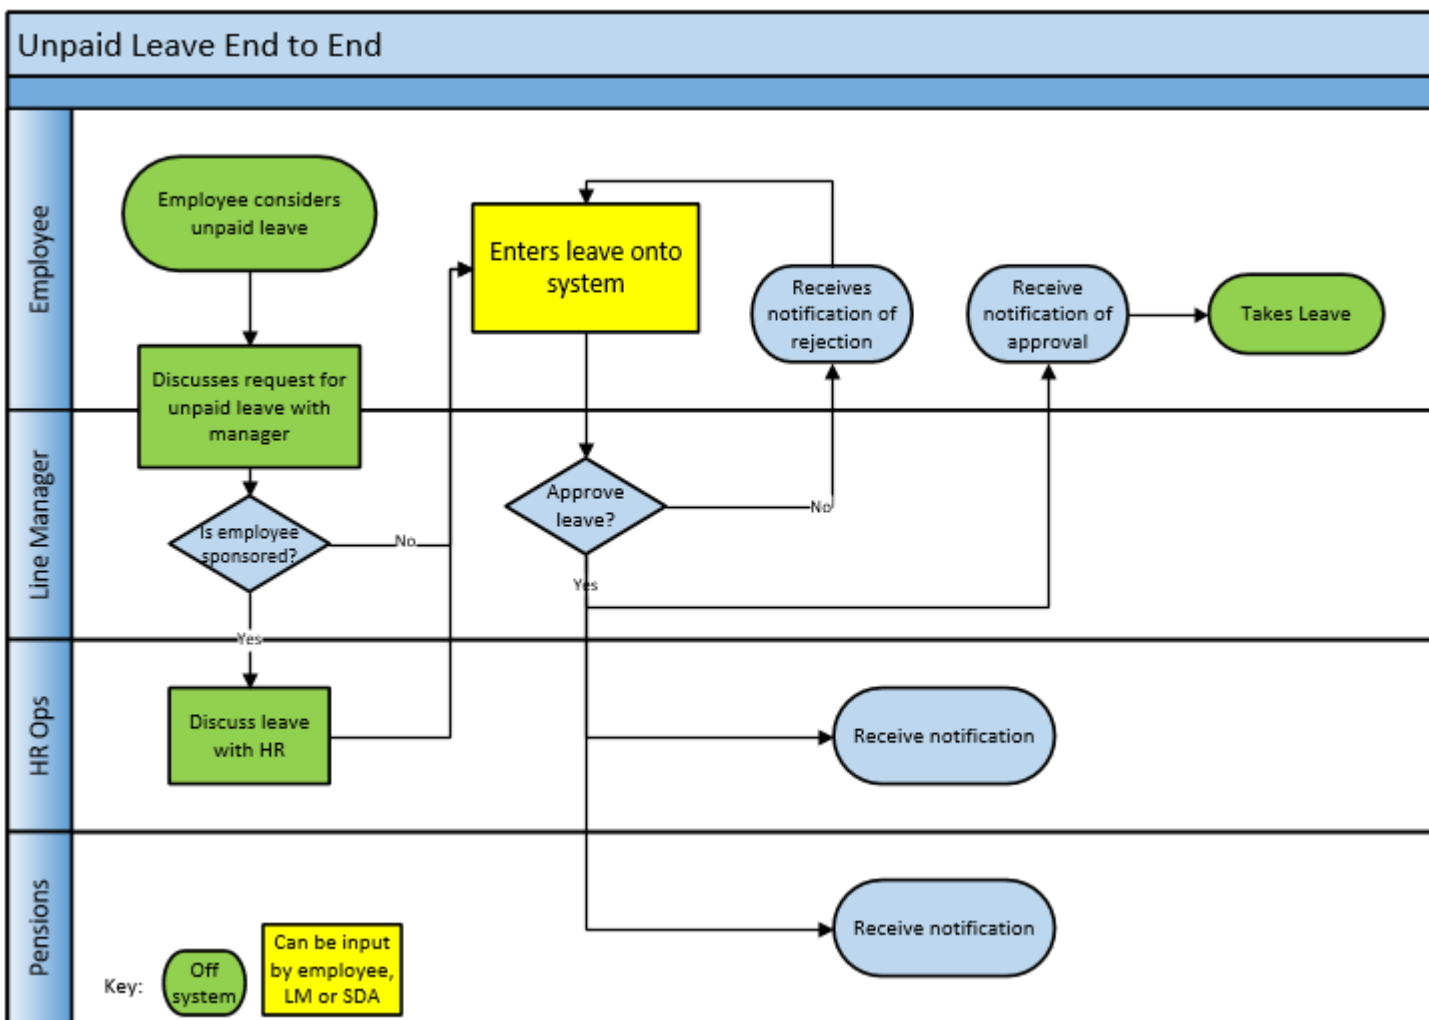 Unpaid Leave End to End
Employee
Employee considers
unpaid leave
Enters leave onto
system
Receives
notification of
rejection
Receive
notification of
approval
Takes Leave
Discusses request for
unpaid leave with
manager
Line Manager
Is employee
sponsored?
No
Yes
Approve
leave?
No
Yes
HR Ops
Discuss leave
with HR
Receive notification
Pensions
Receive notification
Key:
Off
system
Can be input
by employee,
LM or SDA